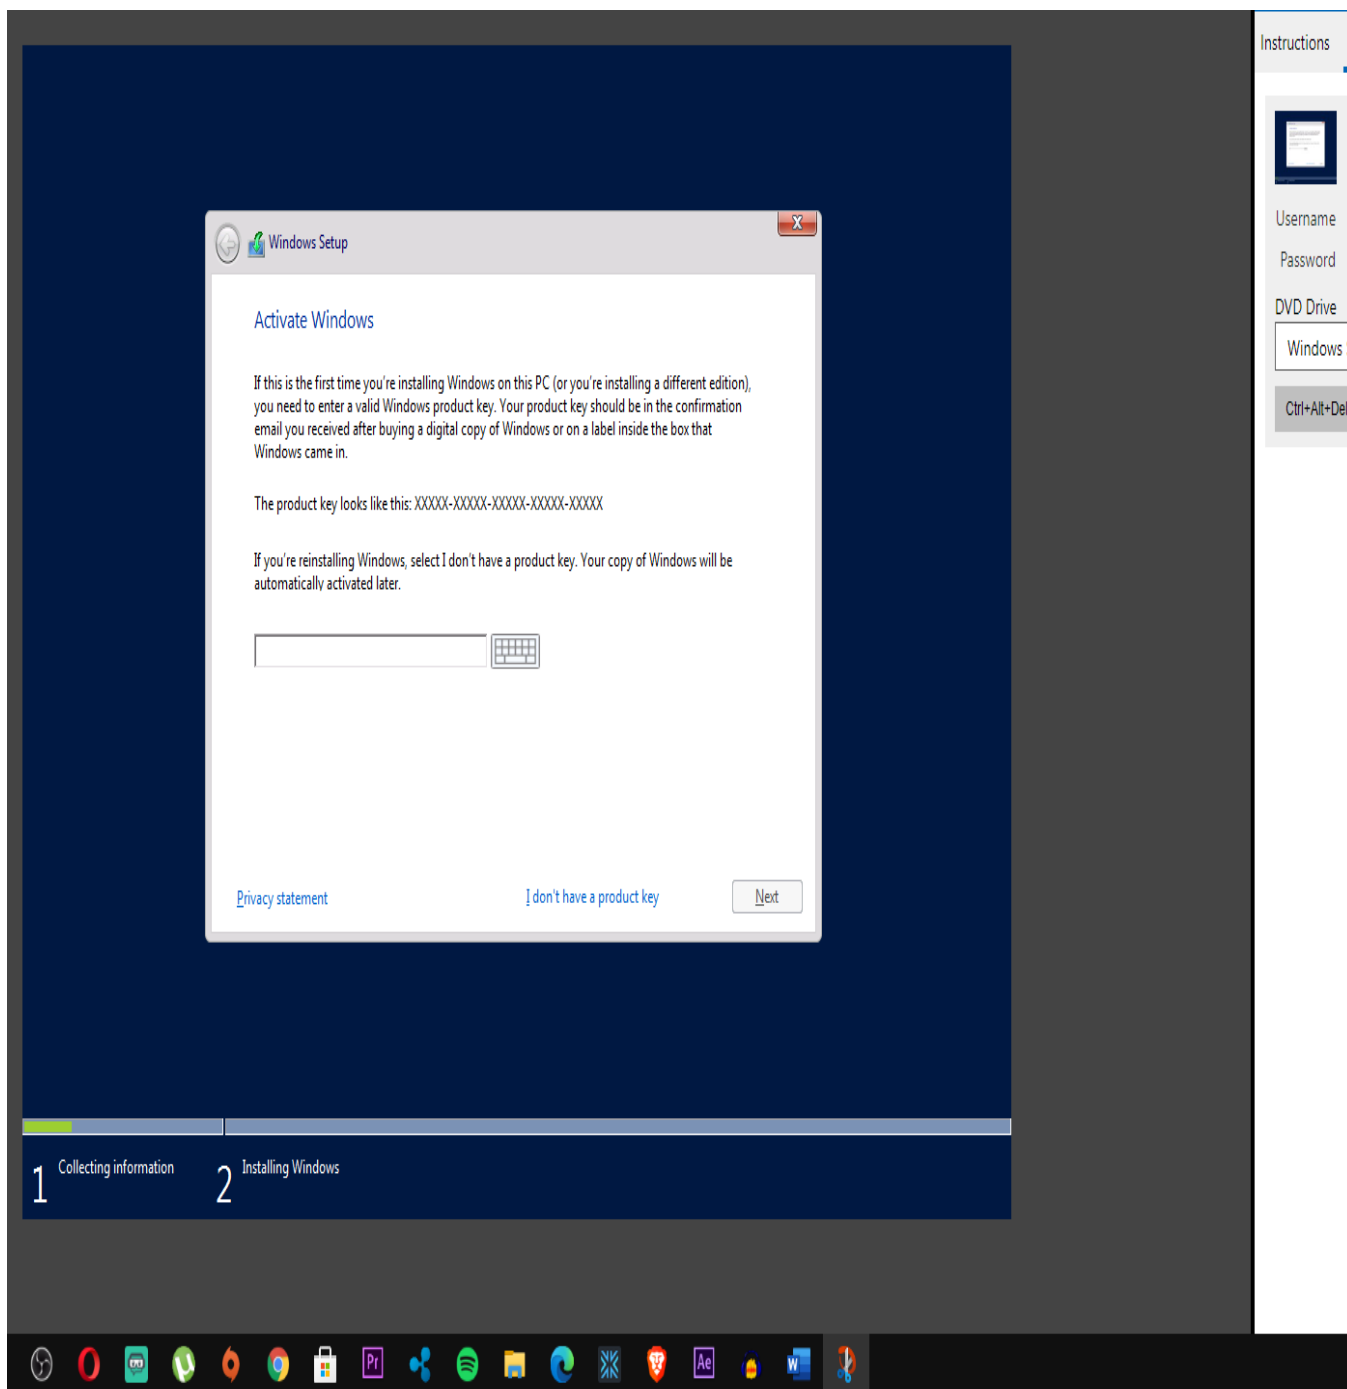 Instructions
Windows Setup
Activate Windows
If this is the first time you're installing Windows on this PC (or you're installing a different edition),
you need to enter a valid Windows product key. Your product key should be in the confirmation
email you received after buying a digital copy of Windows or on a label inside the box that
Windows came in.
The product key looks like this: XXXXX-XXXXX-XXXXX-XXXXX-XXXXX
If you're reinstalling Windows, select I don't have a product key. Your copy of Windows will be
automatically activated later.
Privacy statement
I don't have a product key
Next
1 Collecting information
2 Installing Windows
Username
Password
DVD Drive
Windows
Ctrl+Alt+Del
Pr
Ae
W